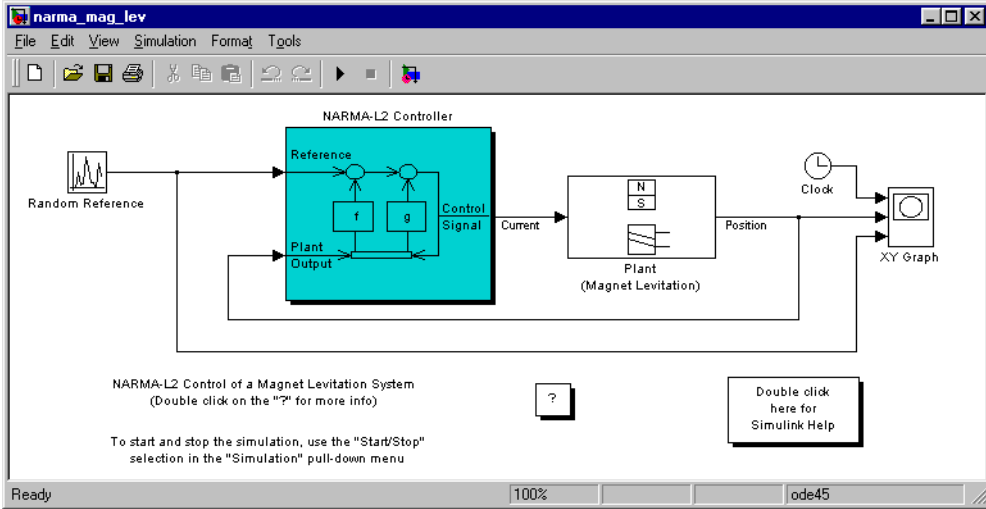 narma_mag_lev
File Edit View Simulation Format Tools
NARMA-L2 Controller
Reference
f
g
Control
Signal
Plant
Output
Random Reference
Current
N
S
Plant
(Magnet Levitation)
Position
Clock
XY Graph
NARMA-L2 Control of a Magnet Levitation System
(Double click on the "?" for more info)
?
Double click
here for
Simulink Help
To start and stop the simulation, use the "Start/Stop"
selection in the "Simulation" pull-down menu
Ready
100%
ode45